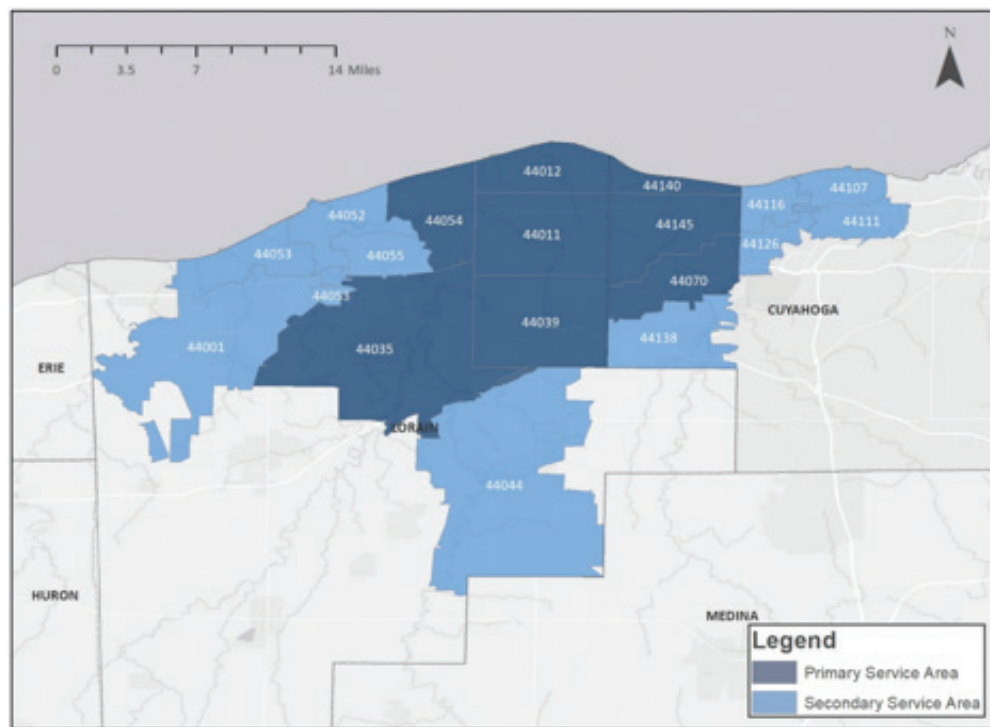 N
0 3.5 7 14 Miles
44012
44140
44107
44052
44116
44054
44111
44011
44145
44126
44053
44055
44070
44053
CUYAHOGA
44039
44138
44001
44035
ERIE
LORAIN
44044
HURON
MEDINA
Legend
Primary Service Area
Secondary Service Area